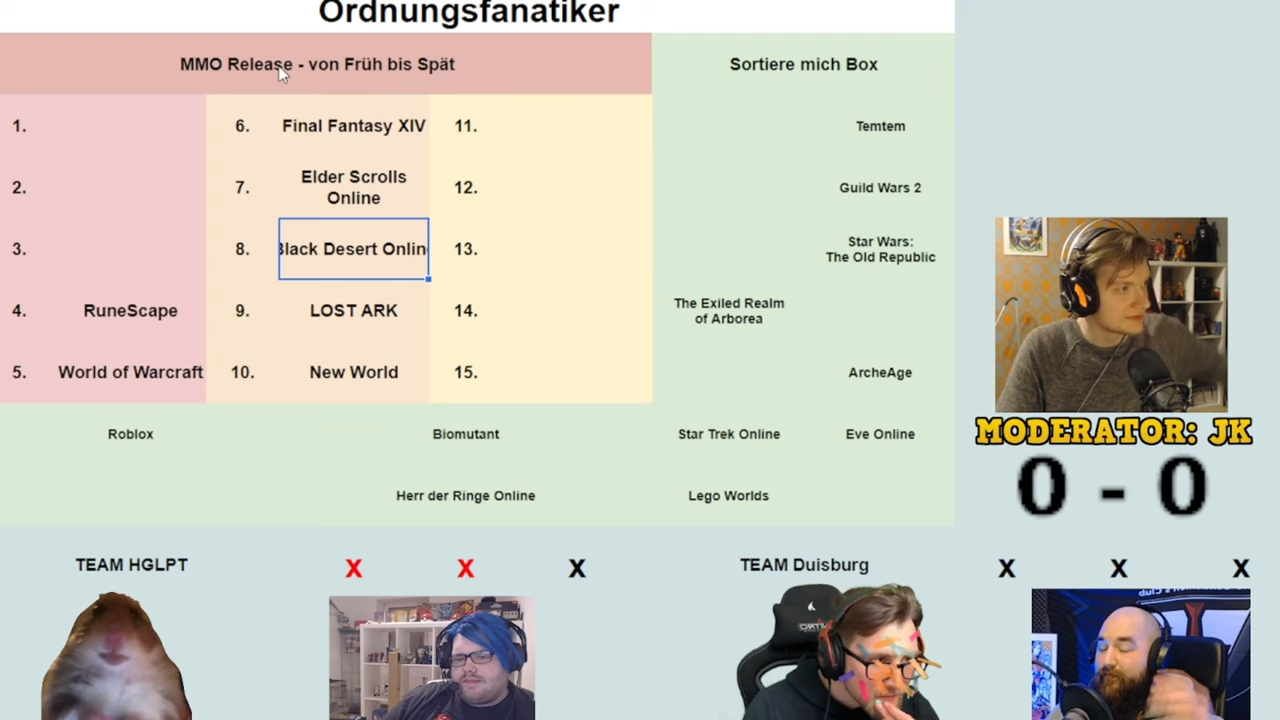 Ordnungsfanatiker
MMO Release - von Früh bis Spät
Sortiere mich Box
1.
6. Final Fantasy XIV
11.
Temtem
2.
7. Elder Scrolls
Online
12.
Guild Wars 2
3.
8. Black Desert Online
13.
Star Wars:
The Old Republic
4. RuneScape
9. LOST ARK
14.
The Exiled Realm
of Arborea
5. World of Warcraft
10. New World
15.
ArcheAge
Roblox
Biomutant
Star Trek Online
Eve Online
Herr der Ringe Online
Lego Worlds
MODERATOR: JK
0 - 0
TEAM HGLPT
X X X
TEAM Duisburg
X X X